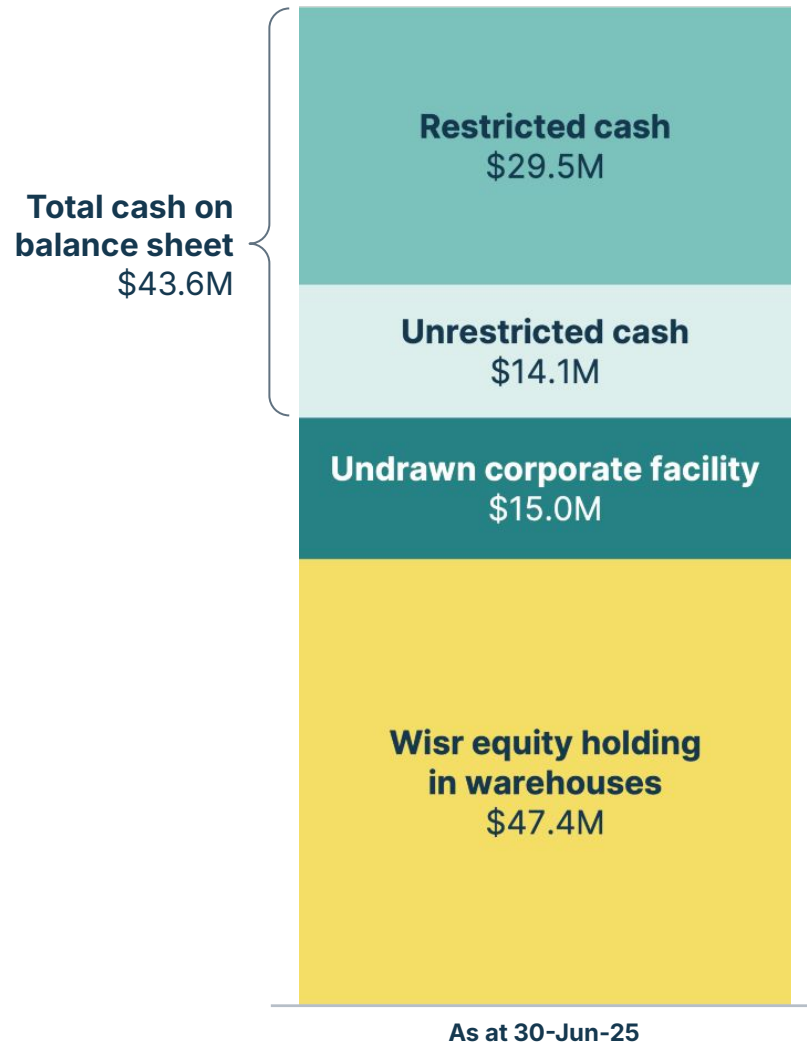 Restricted cash
$29.5M
Total cash on
balance sheet
$43.6M
Unrestricted cash
$14.1M
Undrawn corporate facility
$15.0M
Wisr equity holding
in warehouses
$47.4M
As at 30-Jun-25